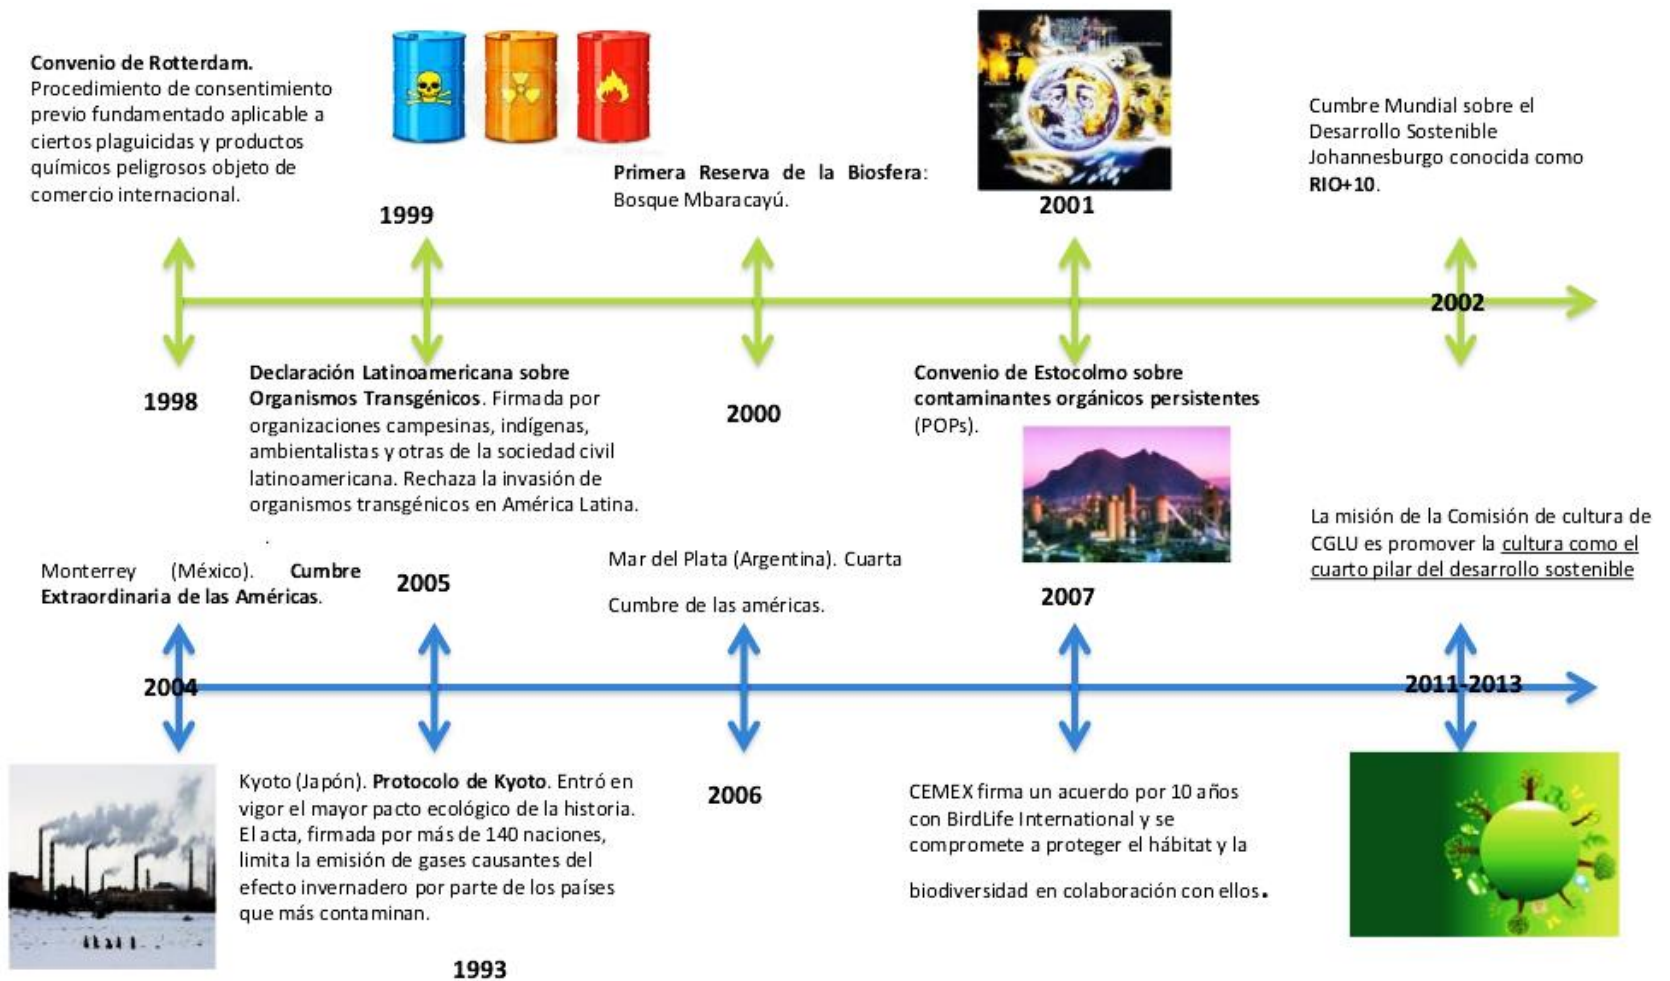 Convenio de Rotterdam.
Procedimiento de consentimiento
previo fundamentado aplicable a
ciertos plaguicidas y productos
químicos peligrosos objeto de
comercio internacional.
1999
Primera Reserva de la Biosfera:
Bosque Mbaracayú.
2001
Cumbre Mundial sobre el
Desarrollo Sostenible
Johannesburgo conocida como
RIO+10.
2002
1998
Declaración Latinoamericana sobre
Organismos Transgénicos. Firmada por
organizaciones campesinas, indígenas,
ambientalistas y otras de la sociedad civil
latinoamericana. Rechaza la invasión de
organismos transgénicos en América Latina.
.
2000
Convenio de Estocolmo sobre
contaminantes orgánicos persistentes
(POPs).
Monterrey (México). Cumbre
Extraordinaria de las Américas.
2005
Mar del Plata (Argentina). Cuarta
Cumbre de las américas.
2007
La misión de la Comisión de cultura de
CGLU es promover la cultura como el
cuarto pilar del desarrollo sostenible
2004
2011-2013
Kyoto (Japón). Protocolo de Kyoto. Entró en
vigor el mayor pacto ecológico de la historia.
El acta, firmada por más de 140 naciones,
limita la emisión de gases causantes del
efecto invernadero por parte de los países
que más contaminan.
2006
CEMEX firma un acuerdo por 10 años
con BirdLife International y se
compromete a proteger el hábitat y la
biodiversidad en colaboración con ellos.
1993